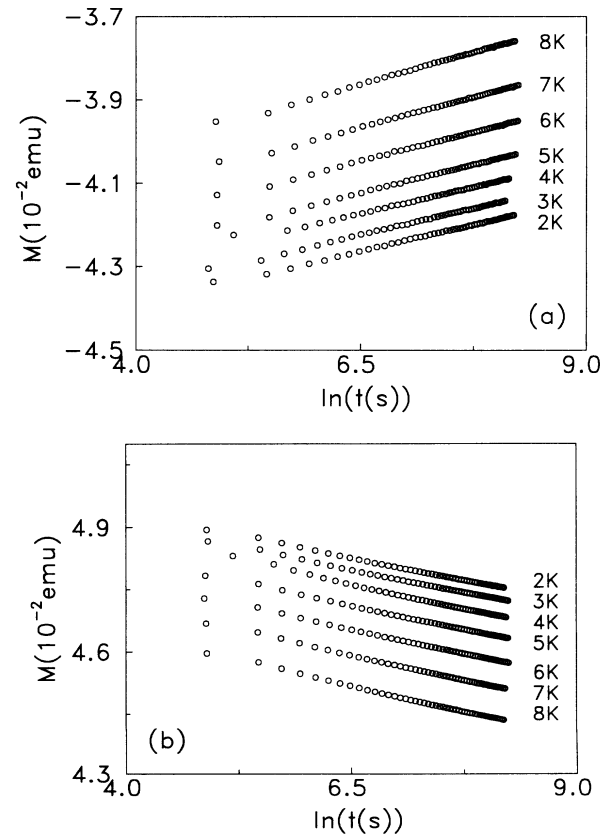 −3.7
8K
−3.9
7K
6K
M(10⁻²emu)
−4.1
5K
4K
3K
2K
−4.3
(a)
−4.5
4.0
6.5
9.0
ln(t(s))
4.9
2K
M(10⁻²emu)
3K
4K
5K
4.6
6K
7K
8K
(b)
4.3
4.0
6.5
9.0
ln(t(s))